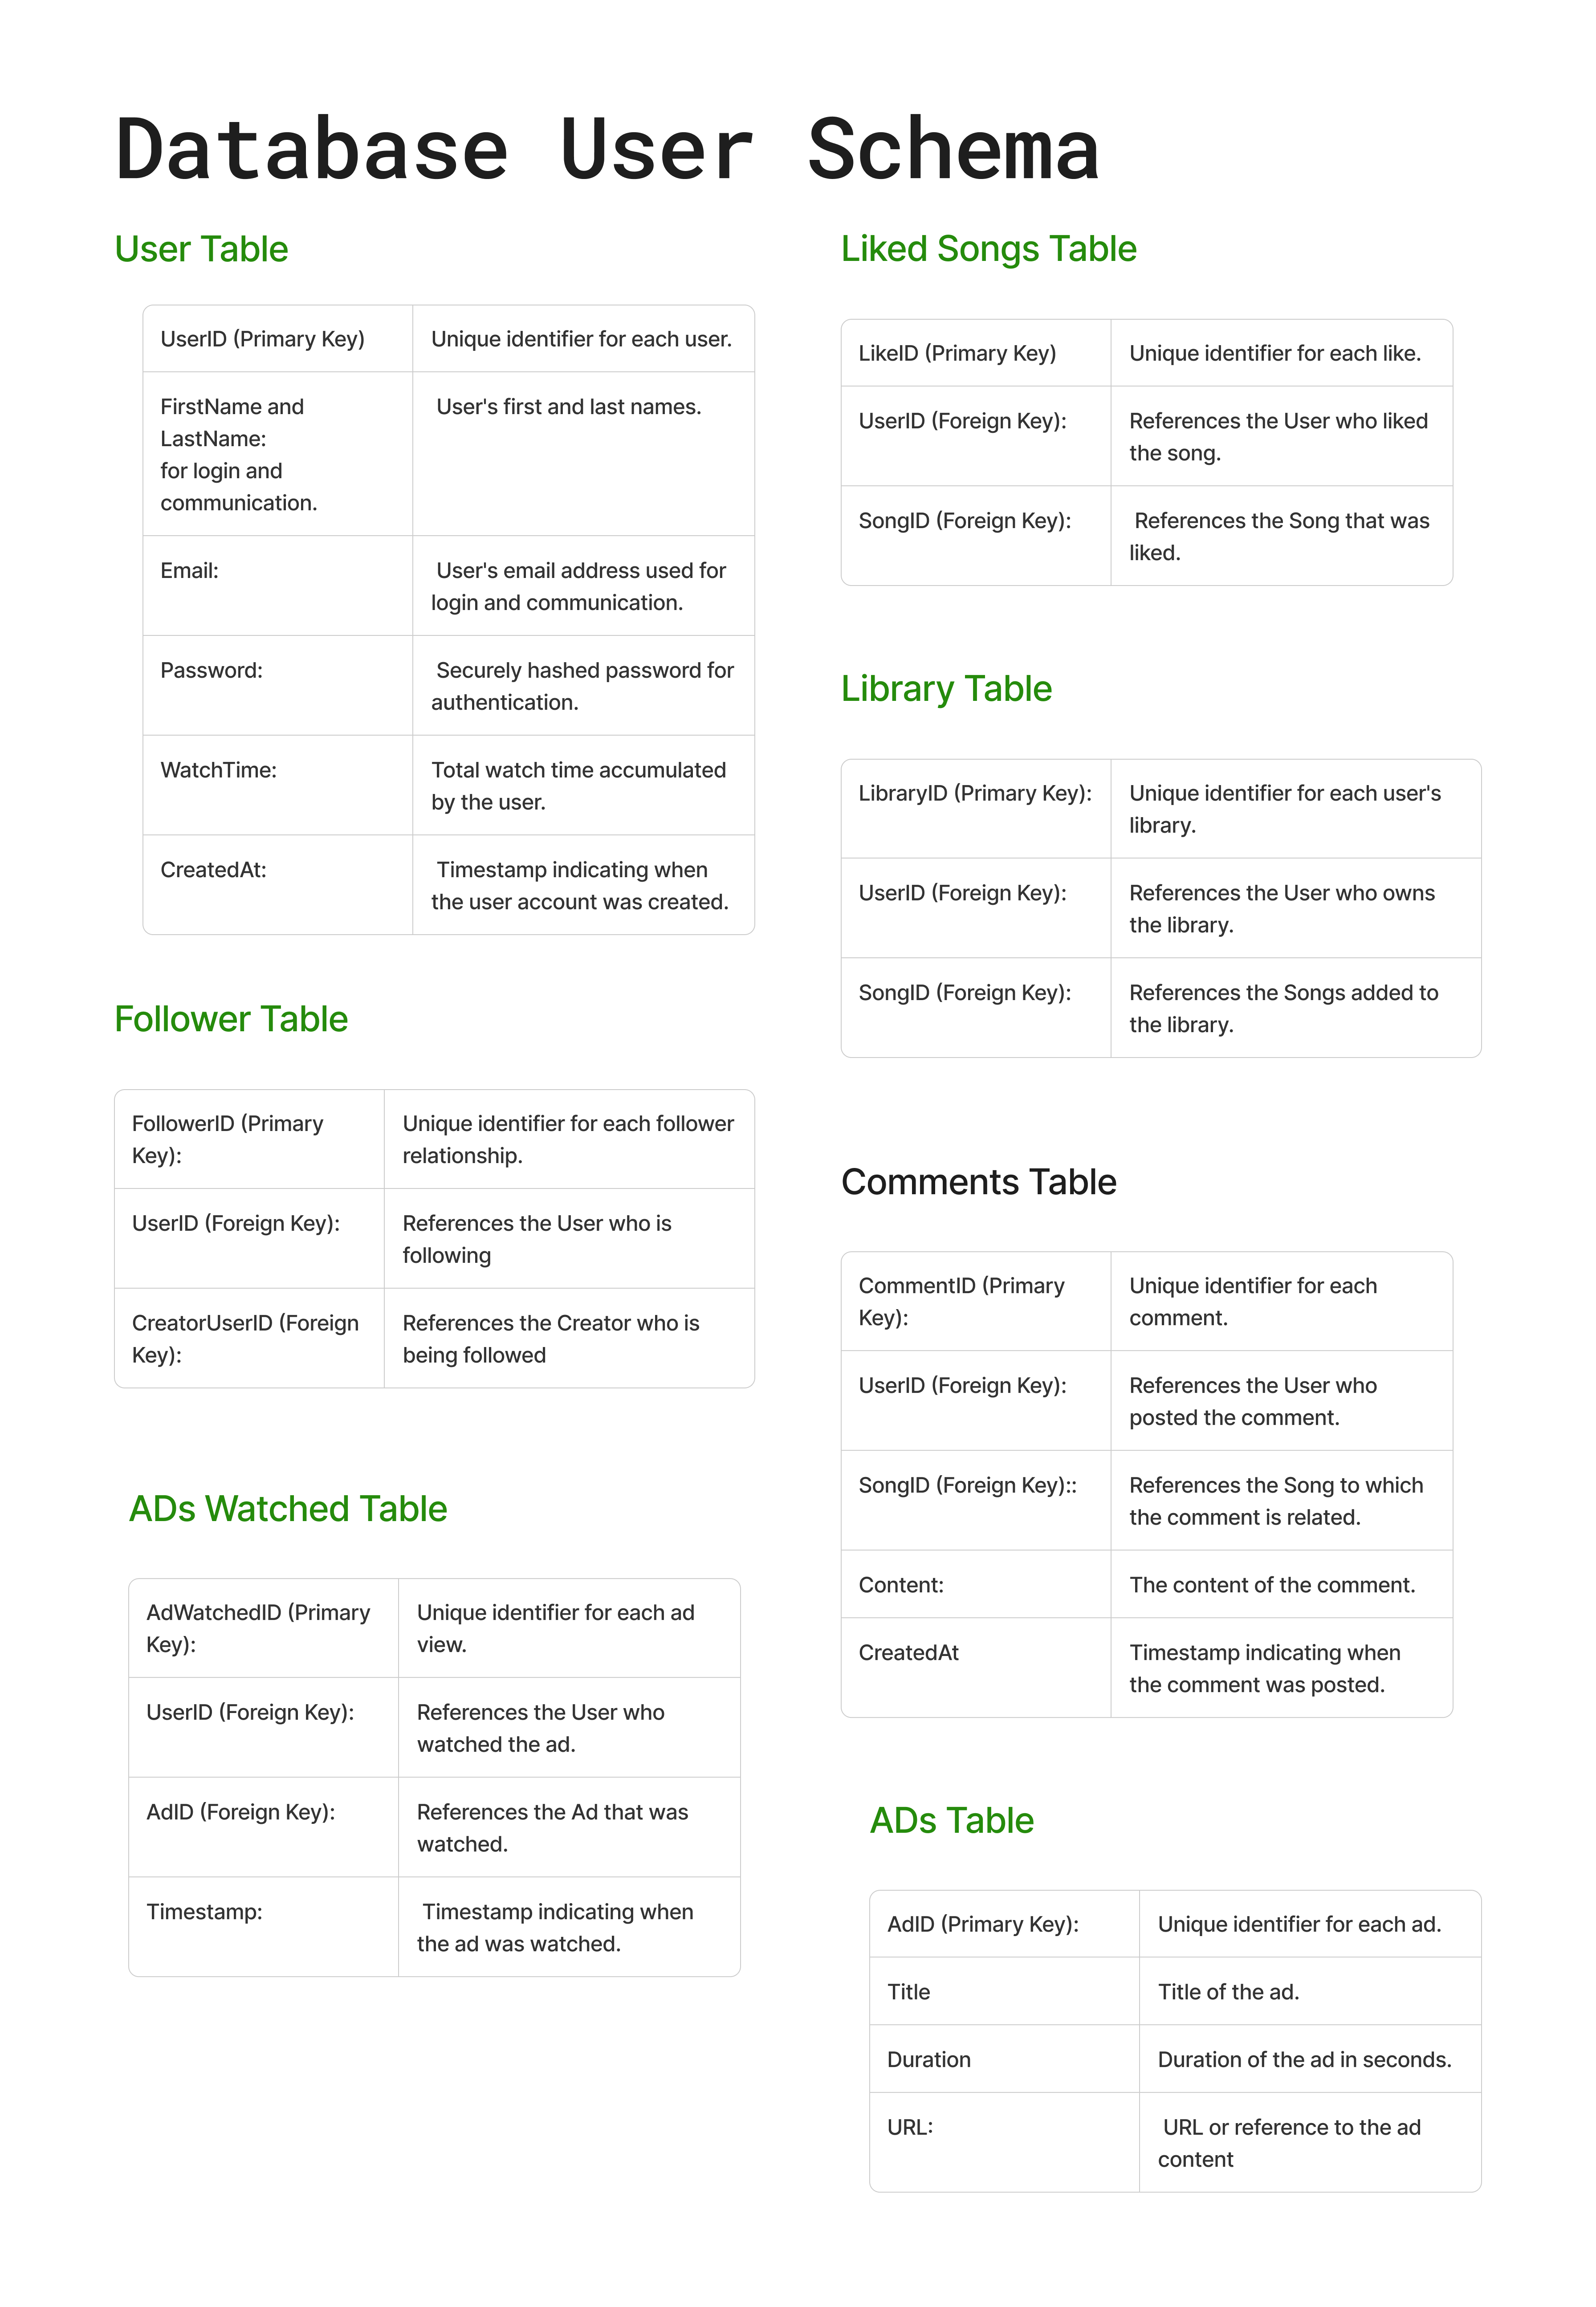 Database User Schema
User Table
UserID (Primary Key)
Unique identifier for each user.
FirstName and
LastName:
for login and
communication.
User's first and last names.
Email:
User's email address used for
login and communication.
Password:
Securely hashed password for
authentication.
WatchTime:
Total watch time accumulated
by the user.
CreatedAt:
Timestamp indicating when
the user account was created.
Follower Table
FollowerID (Primary
Key):
Unique identifier for each follower
relationship.
UserID (Foreign Key):
References the User who is
following
CreatorUserID (Foreign
Key):
References the Creator who is
being followed
ADs Watched Table
AdWatchedID (Primary
Key):
Unique identifier for each ad
view.
UserID (Foreign Key):
References the User who
watched the ad.
AdID (Foreign Key):
References the Ad that was
watched.
Timestamp:
Timestamp indicating when
the ad was watched.
Liked Songs Table
LikeID (Primary Key)
Unique identifier for each like.
UserID (Foreign Key):
References the User who liked
the song.
SongID (Foreign Key):
References the Song that was
liked.
Library Table
LibraryID (Primary Key):
Unique identifier for each user's
library.
UserID (Foreign Key):
References the User who owns
the library.
SongID (Foreign Key):
References the Songs added to
the library.
Comments Table
CommentID (Primary
Key):
Unique identifier for each
comment.
UserID (Foreign Key):
References the User who
posted the comment.
SongID (Foreign Key)::
References the Song to which
the comment is related.
Content:
The content of the comment.
CreatedAt
Timestamp indicating when
the comment was posted.
ADs Table
AdID (Primary Key):
Unique identifier for each ad.
Title
Title of the ad.
Duration
Duration of the ad in seconds.
URL:
URL or reference to the ad
content